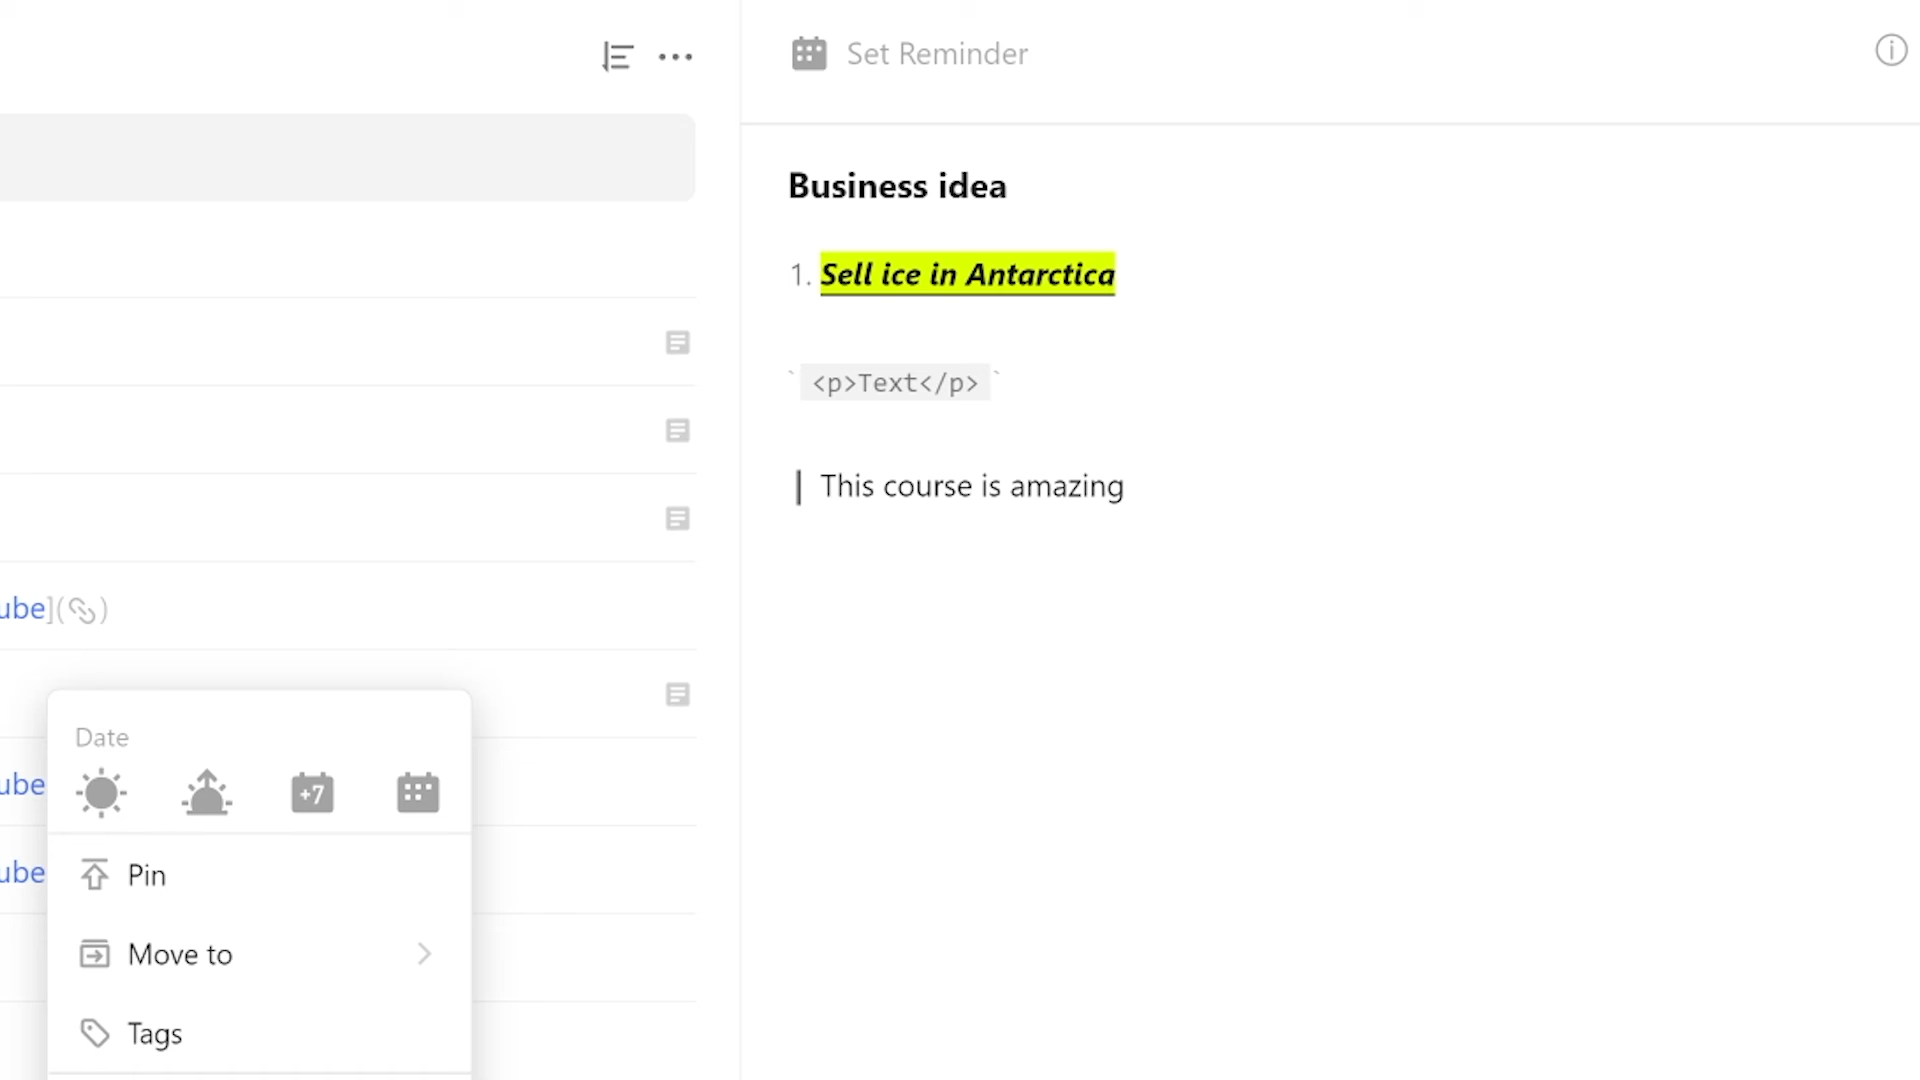 Set Reminder
Business idea
1. Sell ice in Antarctica
` <p>Text</p> `
This course is amazing
ube]( )
ube
ube
Date
+7
Pin
Move to
Tags